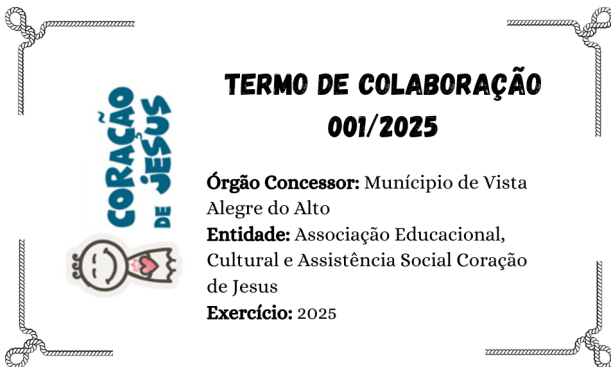 CORAÇÃO
DE JESUS
TERMO DE COLABORAÇÃO
001/2025
Órgão Concessor: Munícipio de Vista
Alegre do Alto
Entidade: Associação Educacional,
Cultural e Assistência Social Coração
de Jesus
Exercício: 2025